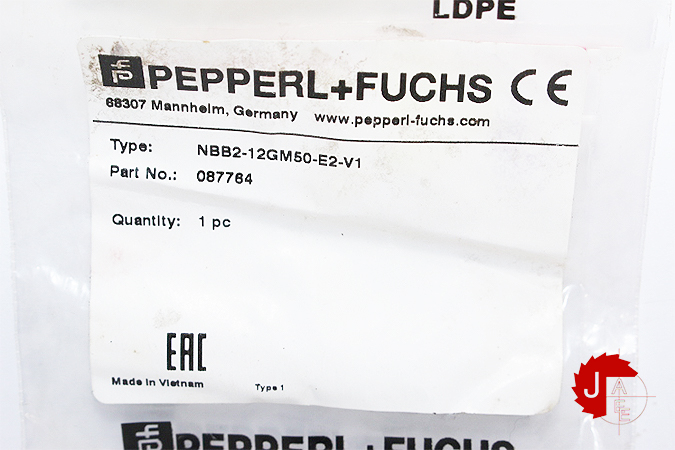 LDPE
PEPPERL+FUCHS CE
68307 Mannheim, Germany www.pepperl-fuchs.com
Type: NBB2-12GM50-E2-V1
Part No.: 087764
Quantity: 1 pc
EAC
Made in Vietnam Type 1
J A E E
PEPPERL+FUCHS